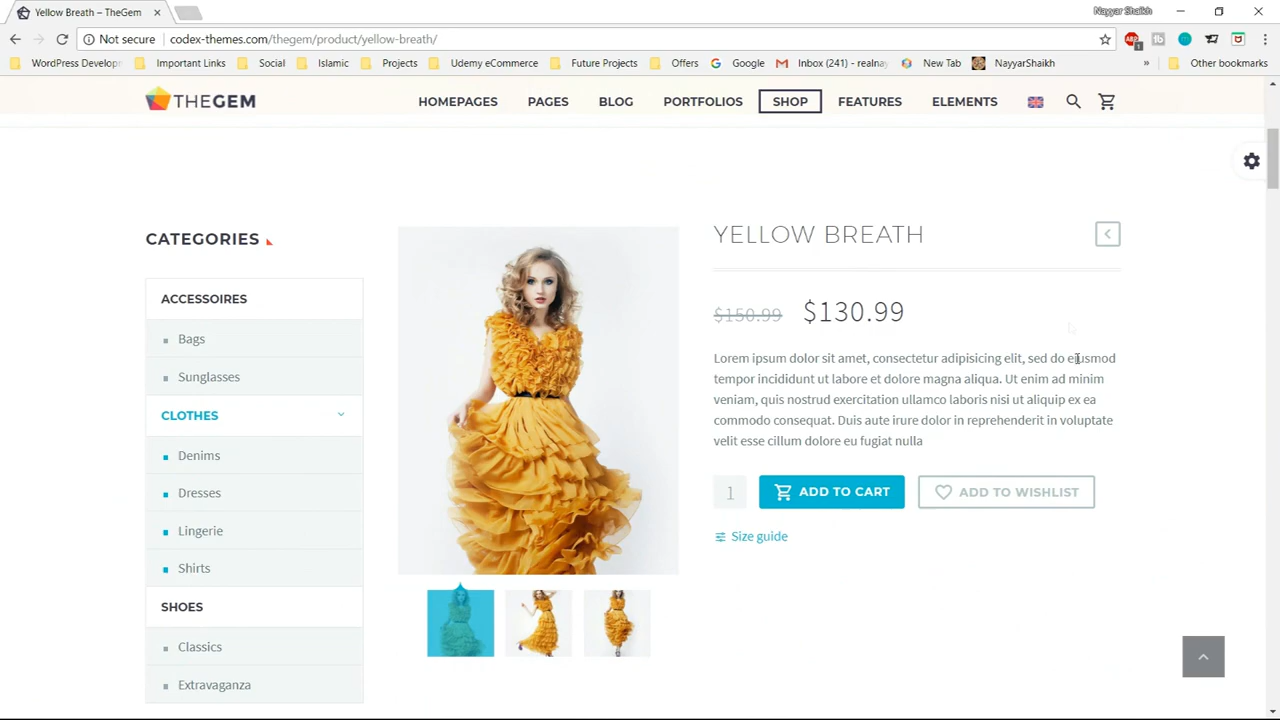 Yellow Breath – TheGem
Nayyar Shaikh
Not secure
codex-themes.com/thegem/product/yellow-breath/
WordPress Develop
Important Links
Social
Islamic
Projects
Udemy eCommerce
Future Projects
Offers
Google
Inbox (241) - realnay
New Tab
NayyarShaikh
»
Other bookmarks
THEGEM
HOMEPAGES
PAGES
BLOG
PORTFOLIOS
SHOP
FEATURES
ELEMENTS
CATEGORIES
ACCESSOIRES
Bags
Sunglasses
CLOTHES
Denims
Dresses
Lingerie
Shirts
SHOES
Classics
Extravaganza
YELLOW BREATH
$150.99 $130.99
Lorem ipsum dolor sit amet, consectetur adipisicing elit, sed do eiusmod
tempor incididunt ut labore et dolore magna aliqua. Ut enim ad minim
veniam, quis nostrud exercitation ullamco laboris nisi ut aliquip ex ea
commodo consequat. Duis aute irure dolor in reprehenderit in voluptate
velit esse cillum dolore eu fugiat nulla
1
ADD TO CART
ADD TO WISHLIST
Size guide